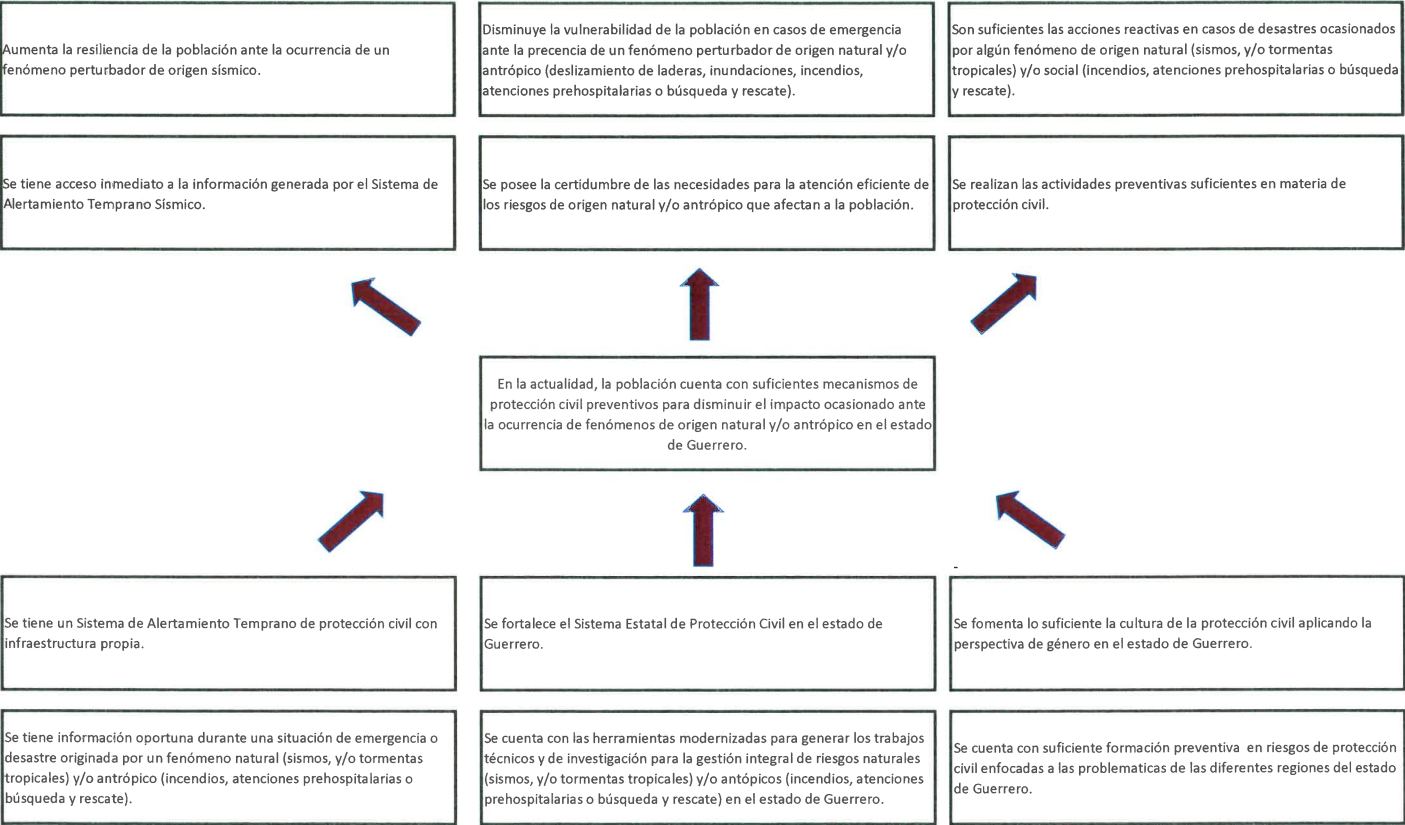 Aumenta la resiliencia de la población ante la ocurrencia de un
fenómeno perturbador de origen sísmico.
Disminuye la vulnerabilidad de la población en casos de emergencia
ante la precencia de un fenómeno perturbador de origen natural y/o
antrópico (deslizamiento de laderas, inundaciones, incendios,
atenciones prehospitalarias o búsqueda y rescate).
Son suficientes las acciones reactivas en casos de desastres ocasionados
por algún fenómeno de origen natural (sismos, y/o tormentas
tropicales) y/o social (incendios, atenciones prehospitalarias o búsqueda
y rescate).
Se tiene acceso inmediato a la información generada por el Sistema de
Alertamiento Temprano Sísmico.
Se posee la certidumbre de las necesidades para la atención eficiente de
los riesgos de origen natural y/o antrópico que afectan a la población.
Se realizan las actividades preventivas suficientes en materia de
protección civil.
En la actualidad, la población cuenta con suficientes mecanismos de
protección civil preventivos para disminuir el impacto ocasionado ante
la ocurrencia de fenómenos de origen natural y/o antrópico en el estado
de Guerrero.
Se tiene un Sistema de Alertamiento Temprano de protección civil con
infraestructura propia.
Se fortalece el Sistema Estatal de Protección Civil en el estado de
Guerrero.
Se fomenta lo suficiente la cultura de la protección civil aplicando la
perspectiva de género en el estado de Guerrero.
Se tiene información oportuna durante una situación de emergencia o
desastre originada por un fenómeno natural (sismos, y/o tormentas
tropicales) y/o antrópico (incendios, atenciones prehospitalarias o
búsqueda y rescate).
Se cuenta con las herramientas modernizadas para generar los trabajos
técnicos y de investigación para la gestión integral de riesgos naturales
(sismos, y/o tormentas tropicales) y/o antópicos (incendios, atenciones
prehospitalarias o búsqueda y rescate) en el estado de Guerrero.
Se cuenta con suficiente formación preventiva en riesgos de protección
civil enfocadas a las problematicas de las diferentes regiones del estado
de Guerrero.